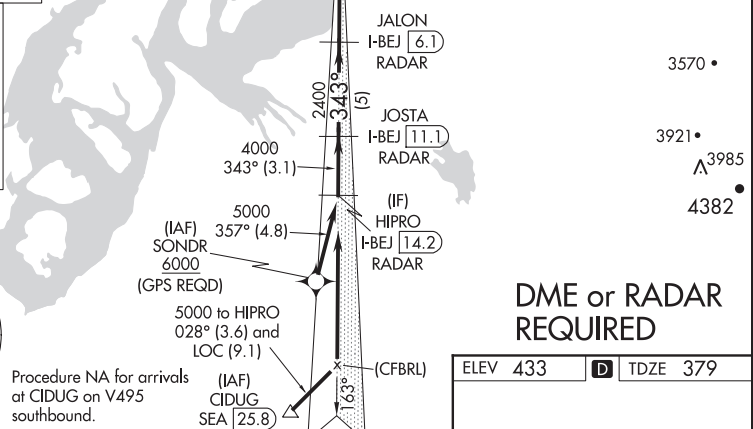 JALON
I-BEJ 6.1
RADAR
3570
2400
343°
(5)
JOSTA
I-BEJ 11.1
RADAR
3921
3985
4382
4000
343° (3.1)
(IF)
HIPRO
I-BEJ 14.2
RADAR
5000
357° (4.8)
(IAF)
SONDR
6000
(GPS REQD)
DME or RADAR
REQUIRED
5000 to HIPRO
028° (3.6) and
LOC (9.1)
(CFBRL)
163°
(IAF)
CIDUG
SEA 25.8
Procedure NA for arrivals
at CIDUG on V495
southbound.
ELEV 433 D TDZE 379